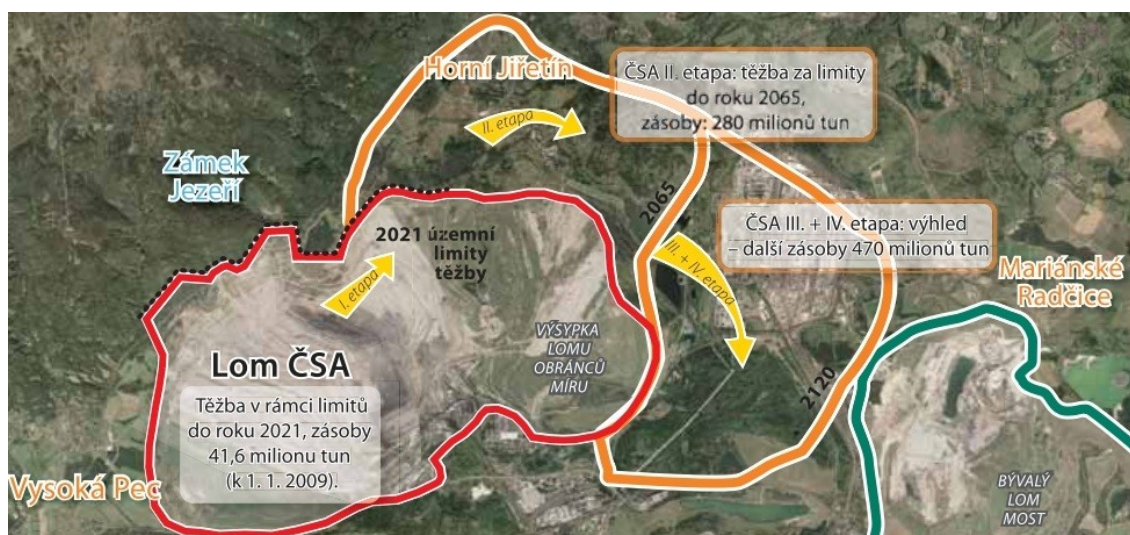 Horní Jiřetín
ČSA II. etapa: těžba za limity
do roku 2065,
zásoby: 280 milionů tun
II. etapa
Zámek
Jezeří
2065
ČSA III. + IV. etapa: výhled
– další zásoby 470 milionů tun
2021 územní
limity
těžby
I. etapa
III. + IV. etapa
Mariánské
Radčice
VÝSYPKA
LOMU
OBRÁNCŮ
MÍRU
Lom ČSA
Těžba v rámci limitů
do roku 2021, zásoby
41,6 milionu tun
(k 1. 1. 2009).
2120
Vysoká Pec
BÝVALÝ
LOM
MOST